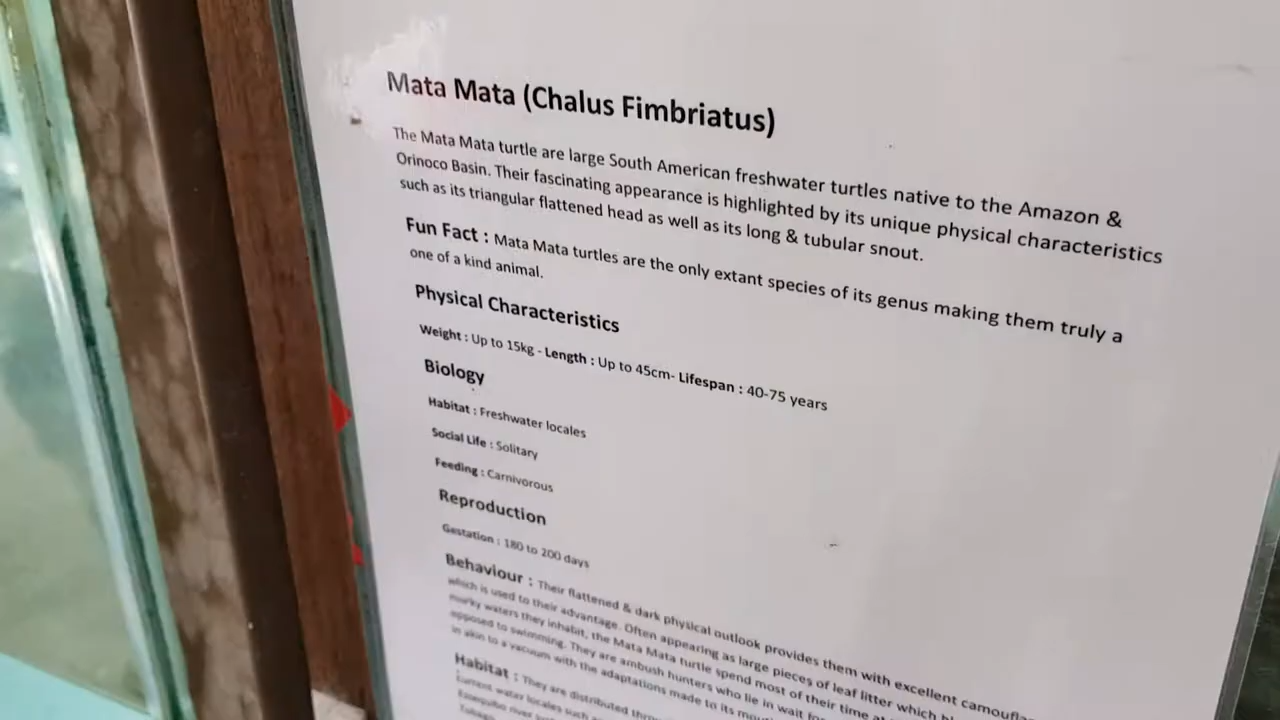 Mata Mata (Chalus Fimbriatus)
The Mata Mata turtle are large South American freshwater turtles native to the Amazon &
Orinoco Basin. Their fascinating appearance is highlighted by its unique physical characteristics
such as its triangular flattened head as well as its long & tubular snout.
Fun Fact : Mata Mata turtles are the only extant species of its genus making them truly a
one of a kind animal.
Physical Characteristics
Weight : Up to 15kg - Length : Up to 45cm- Lifespan : 40-75 years
Biology
Habitat : Freshwater locales
Social Life : Solitary
Feeding : Carnivorous
Reproduction
Gestation : 180 to 200 days
Behaviour : Their flattened & dark physical outlook provides them with excellent
which is used to their advantage. Often appearing as large pieces of leaf litter which
murky waters they inhabit, the Mata Mata turtle spend most of their time at
opposed to swimming. They are ambush hunters who lie in wait
in akin to a vacuum with the adaptations made to its
Habitat : They are distributed
current water locales such
Essequibo river